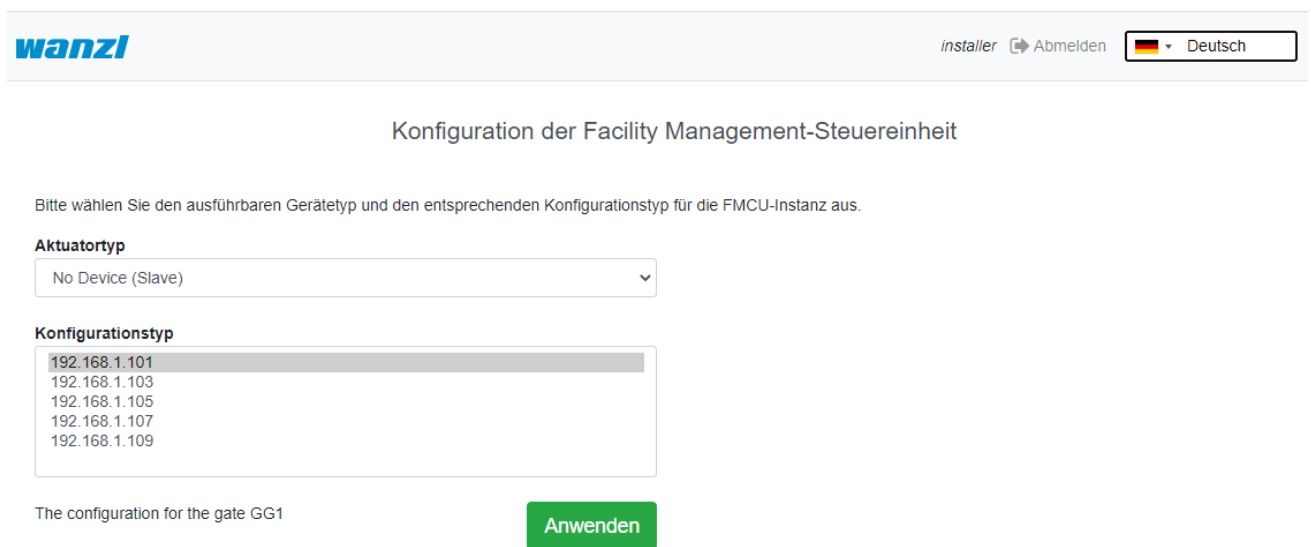 wanzl
installer Abmelden Deutsch
Konfiguration der Facility Management-Steuereinheit
Bitte wählen Sie den ausführbaren Gerätetyp und den entsprechenden Konfigurationstyp für die FMCU-Instanz aus.
Aktuatortyp
No Device (Slave)
Konfigurationstyp
192.168.1.101
192.168.1.103
192.168.1.105
192.168.1.107
192.168.1.109
The configuration for the gate GG1
Anwenden